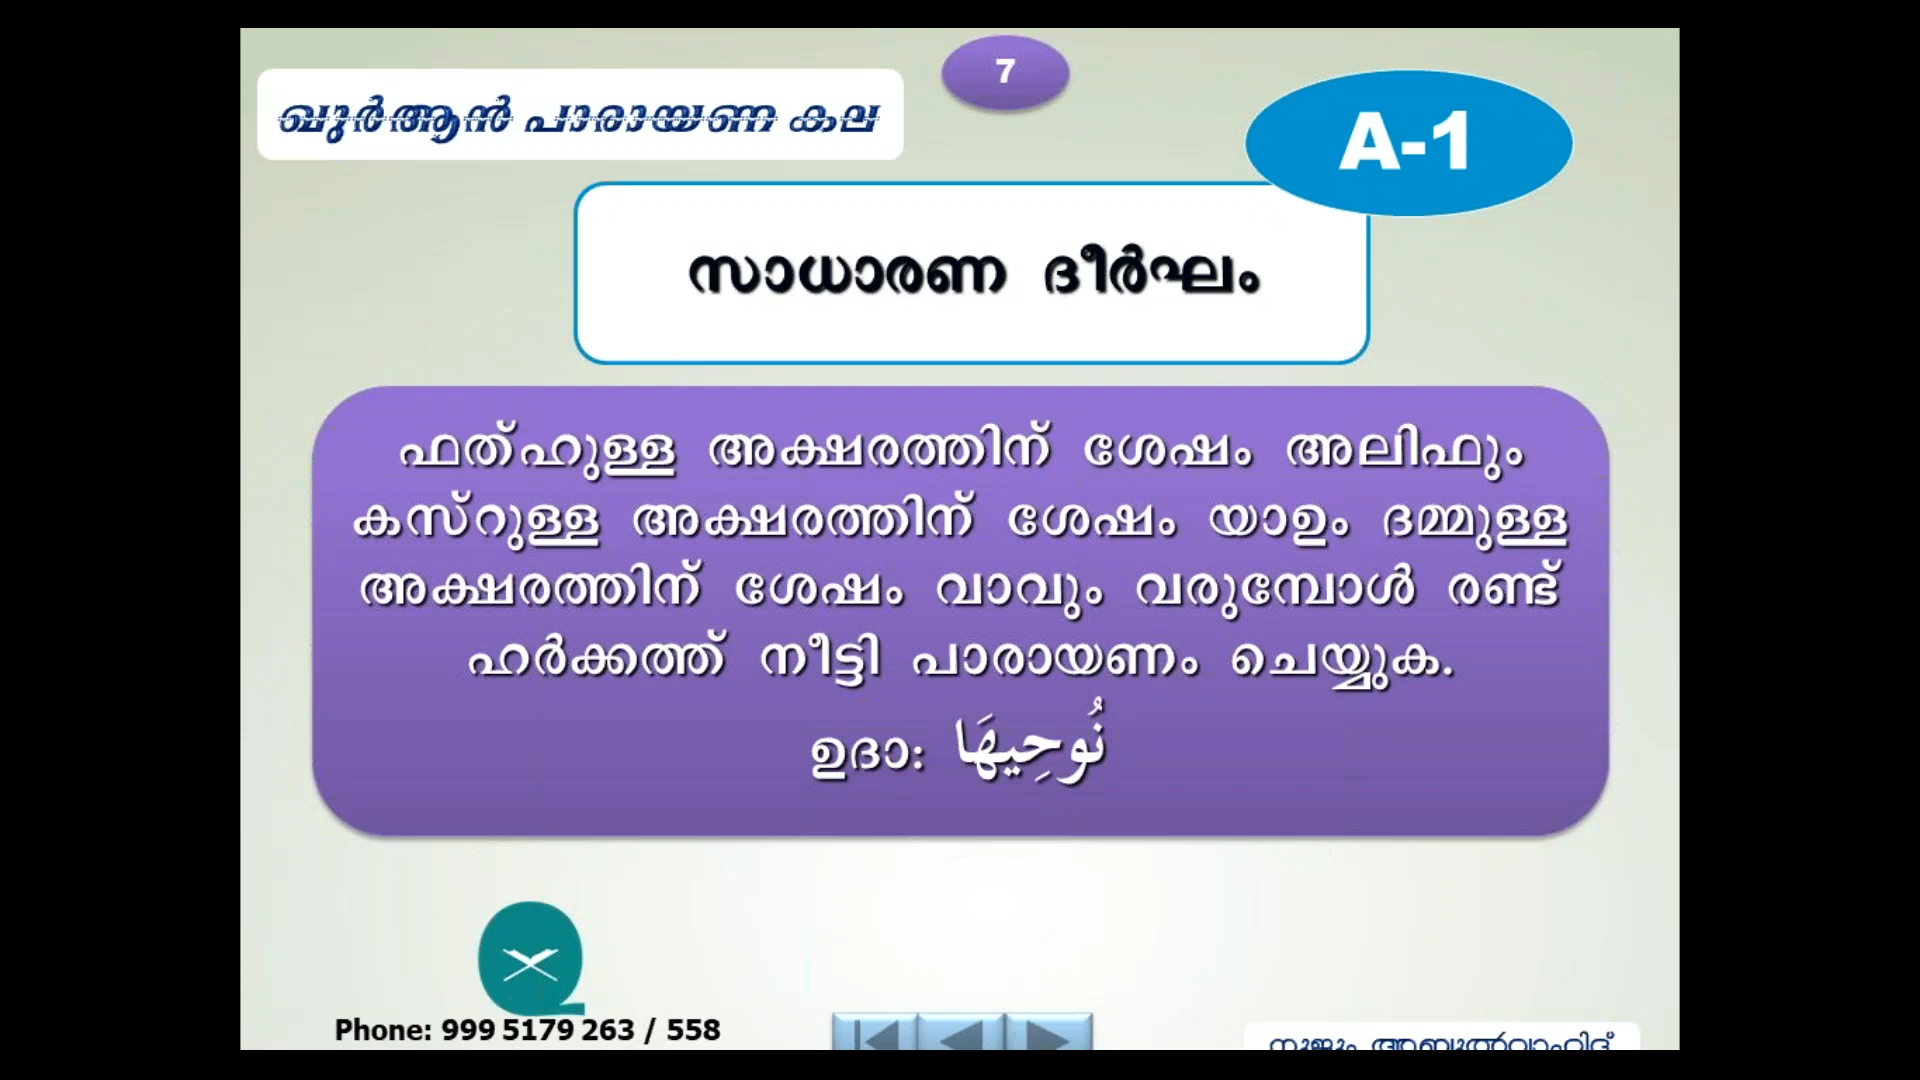 7
ഖുർആൻ പാരായണ കല
A-1
സാധാരണ ദീർഘം
ഫത്ഹുള്ള അക്ഷരത്തിന് ശേഷം അലിഫും
കസ്റുള്ള അക്ഷരത്തിന് ശേഷം യാഉം ദമ്മുള്ള
അക്ഷരത്തിന് ശേഷം വാവും വരുമ്പോൾ രണ്ട്
ഹർക്കത്ത് നീട്ടി പാരായണം ചെയ്യുക.
ഉദാ: نُوحِيهَا
Phone: 999 5179 263 / 558